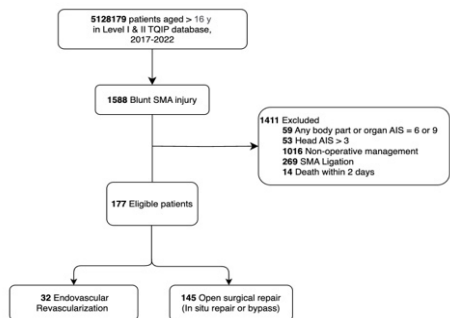 5128179 patients aged > 16 y
in Level I & II TQIP database,
2017-2022
1588 Blunt SMA injury
1411 Excluded
59 Any body part or organ AIS = 6 or 9
53 Head AIS > 3
1016 Non-operative management
269 SMA Ligation
14 Death within 2 days
177 Eligible patients
32 Endovascular
Revascularization
145 Open surgical repair
(In situ repair or bypass)